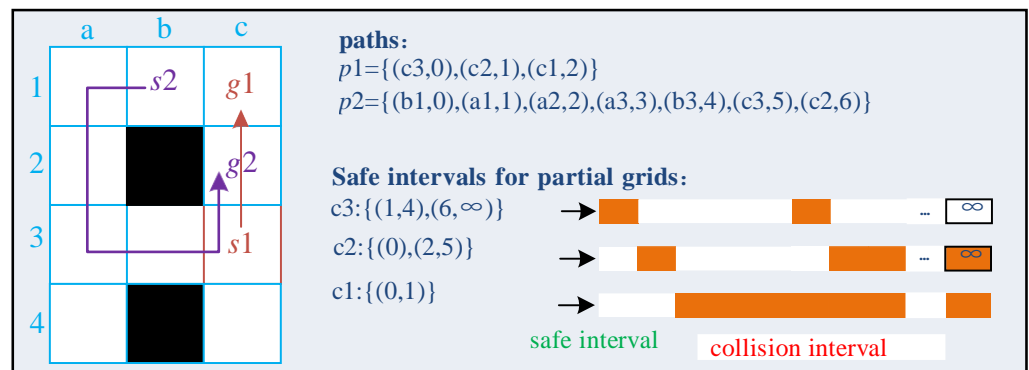 a b c
1 s2 g1
2 g2
3 s1
4
paths:
p1={(c3,0),(c2,1),(c1,2)}
p2={(b1,0),(a1,1),(a2,2),(a3,3),(b3,4),(c3,5),(c2,6)}
Safe intervals for partial grids:
c3:{(1,4),(6,∞)} ... ∞
c2:{(0),(2,5)} ... ∞
c1:{(0,1)}
safe interval collision interval